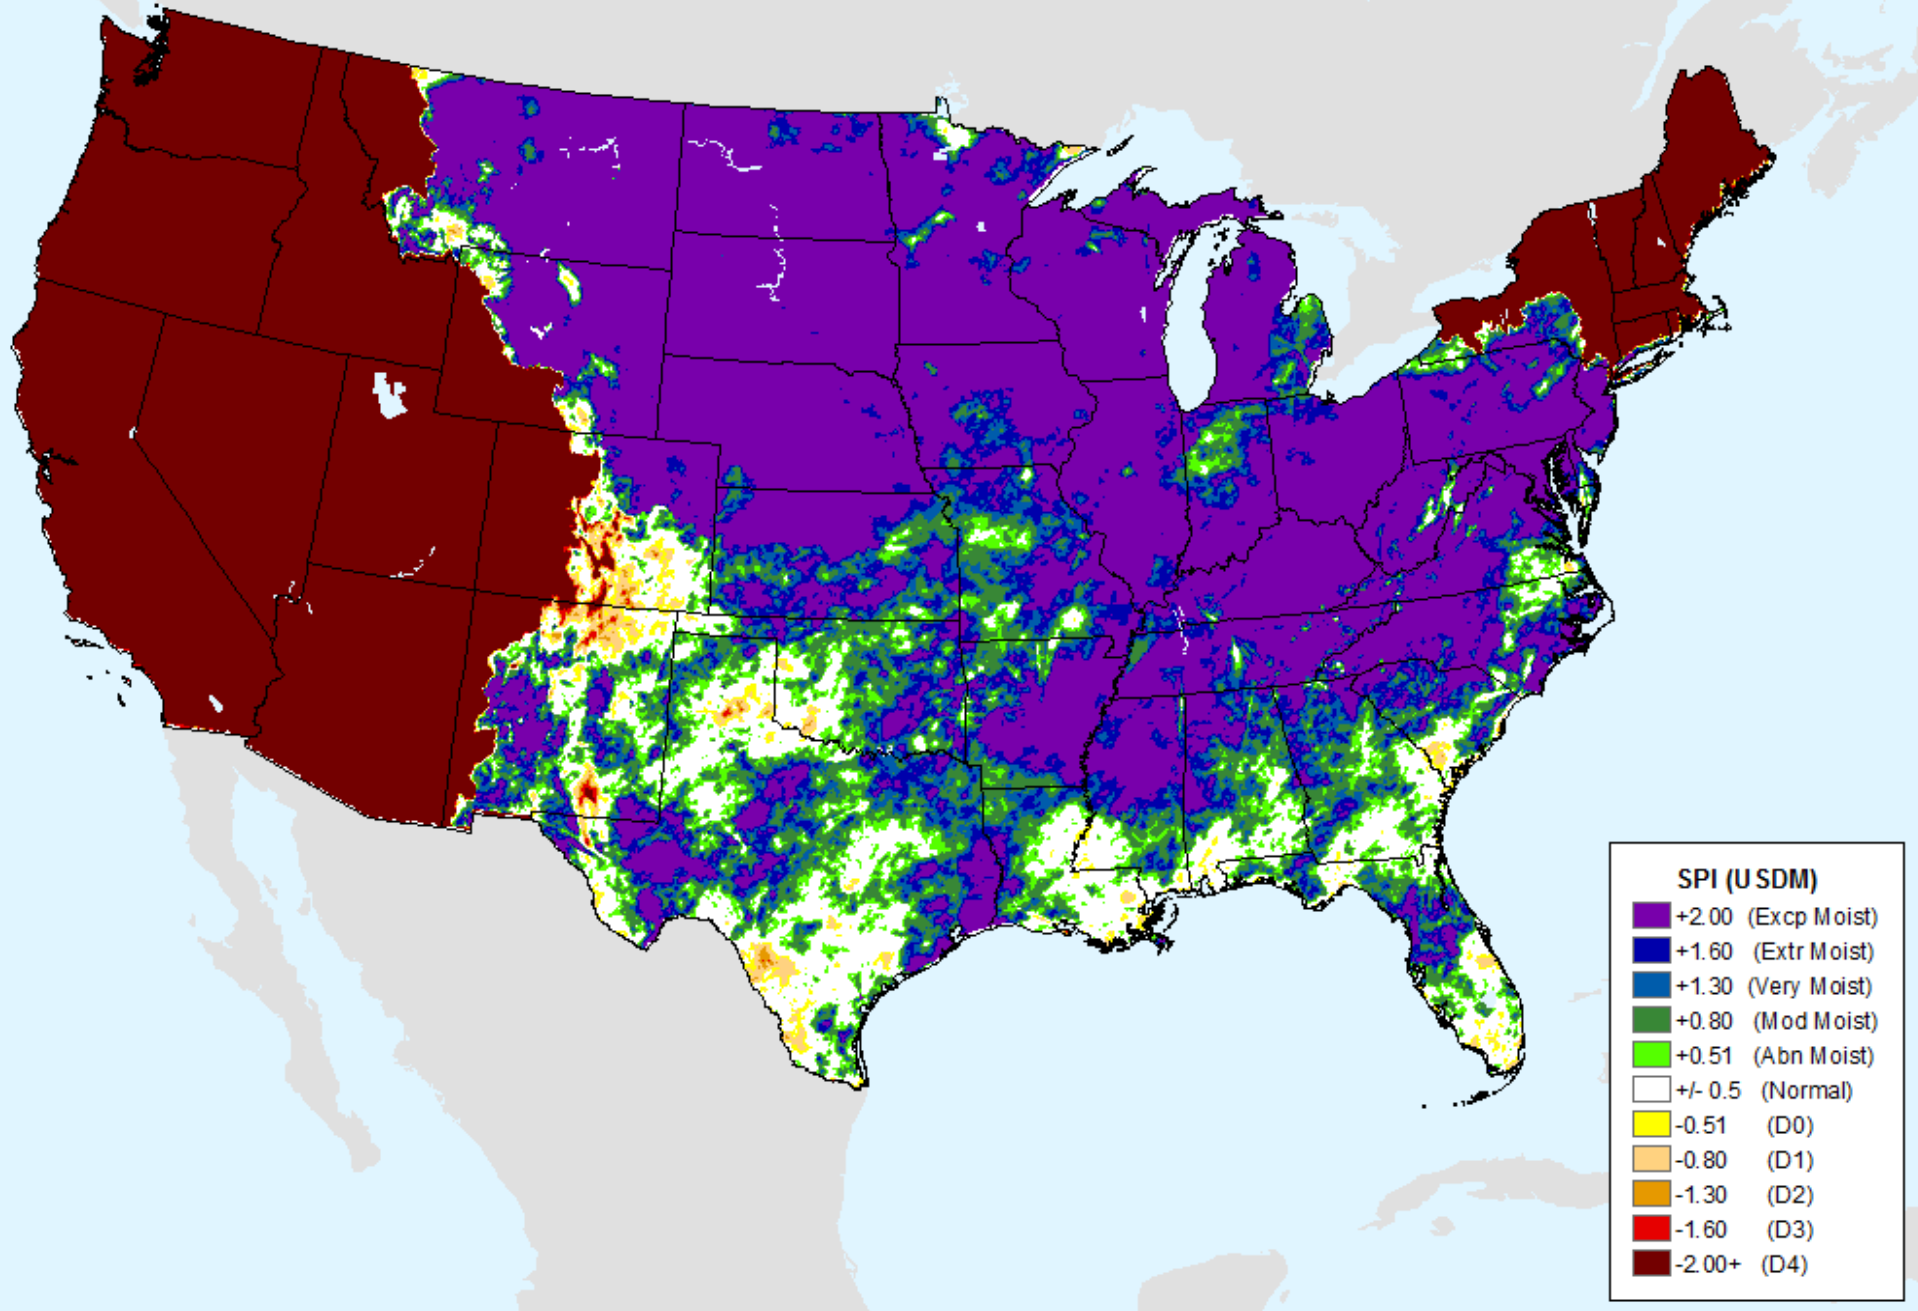 SPI (USDM)
+2.00 (Excp Moist)
+1.60 (Extr Moist)
+1.30 (Very Moist)
+0.80 (Mod Moist)
+0.51 (Abn Moist)
+/- 0.5 (Normal)
-0.51 (D0)
-0.80 (D1)
-1.30 (D2)
-1.60 (D3)
-2.00+ (D4)